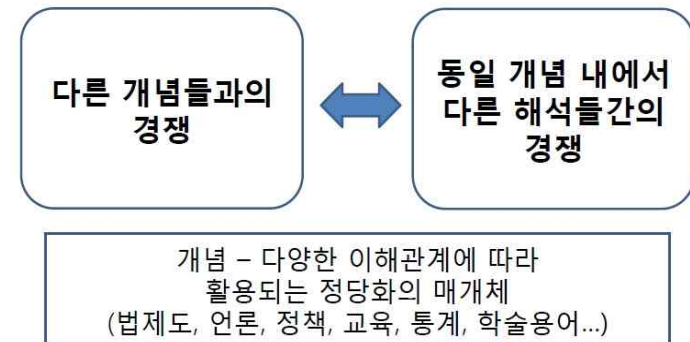 다른 개념들과의
경쟁
동일 개념 내에서
다른 해석들간의
경쟁
개념 – 다양한 이해관계에 따라
활용되는 정당화의 매개체
(법제도, 언론, 정책, 교육, 통계, 학술용어...)